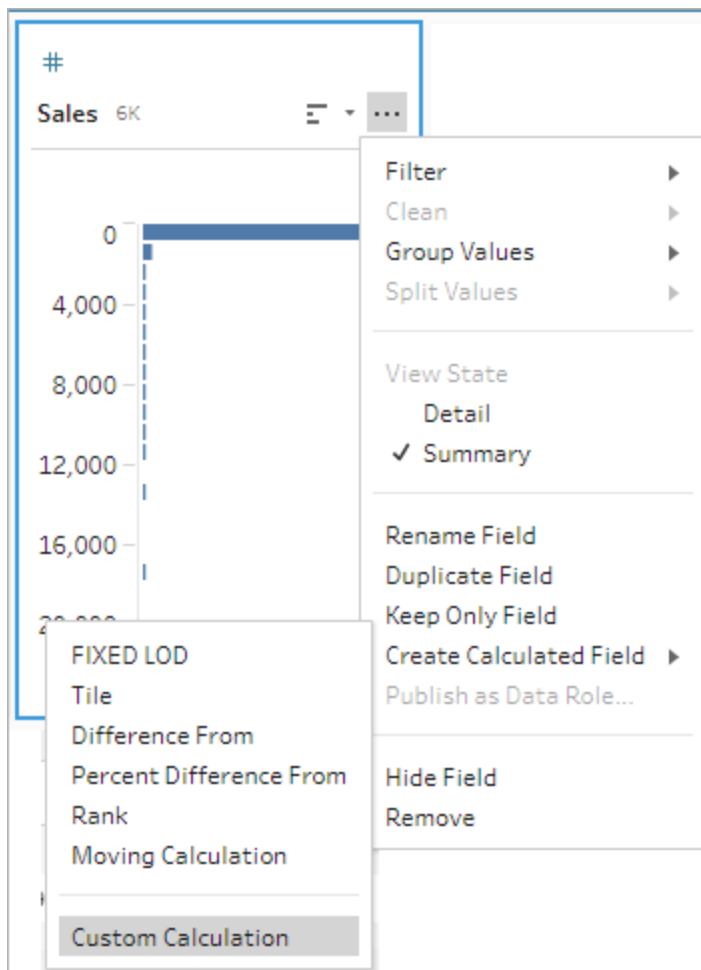 #
Sales 6K
0
4,000
8,000
12,000
16,000
Filter
Clean
Group Values
Split Values
View State
Detail
✓ Summary
Rename Field
Duplicate Field
Keep Only Field
Create Calculated Field
Publish as Data Role...
Hide Field
Remove
FIXED LOD
Tile
Difference From
Percent Difference From
Rank
Moving Calculation
Custom Calculation